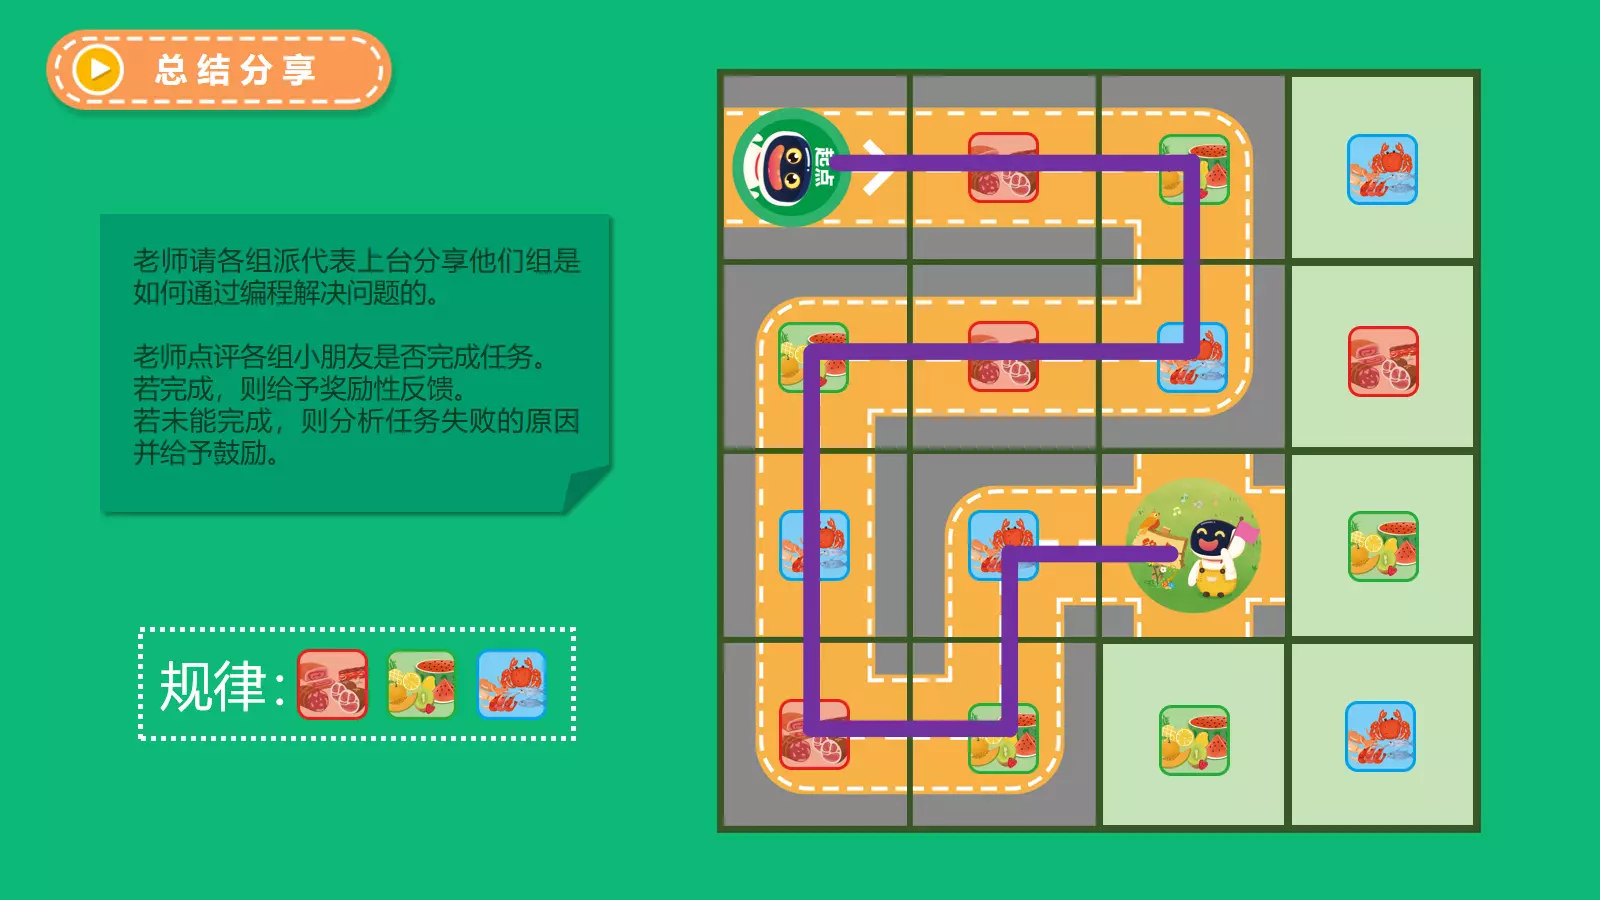 总结分享
起点
老师请各组派代表上台分享他们组是
如何通过编程解决问题的。
老师点评各组小朋友是否完成任务。
若完成，则给予奖励性反馈。
若未能完成，则分析任务失败的原因
并给予鼓励。
规律：